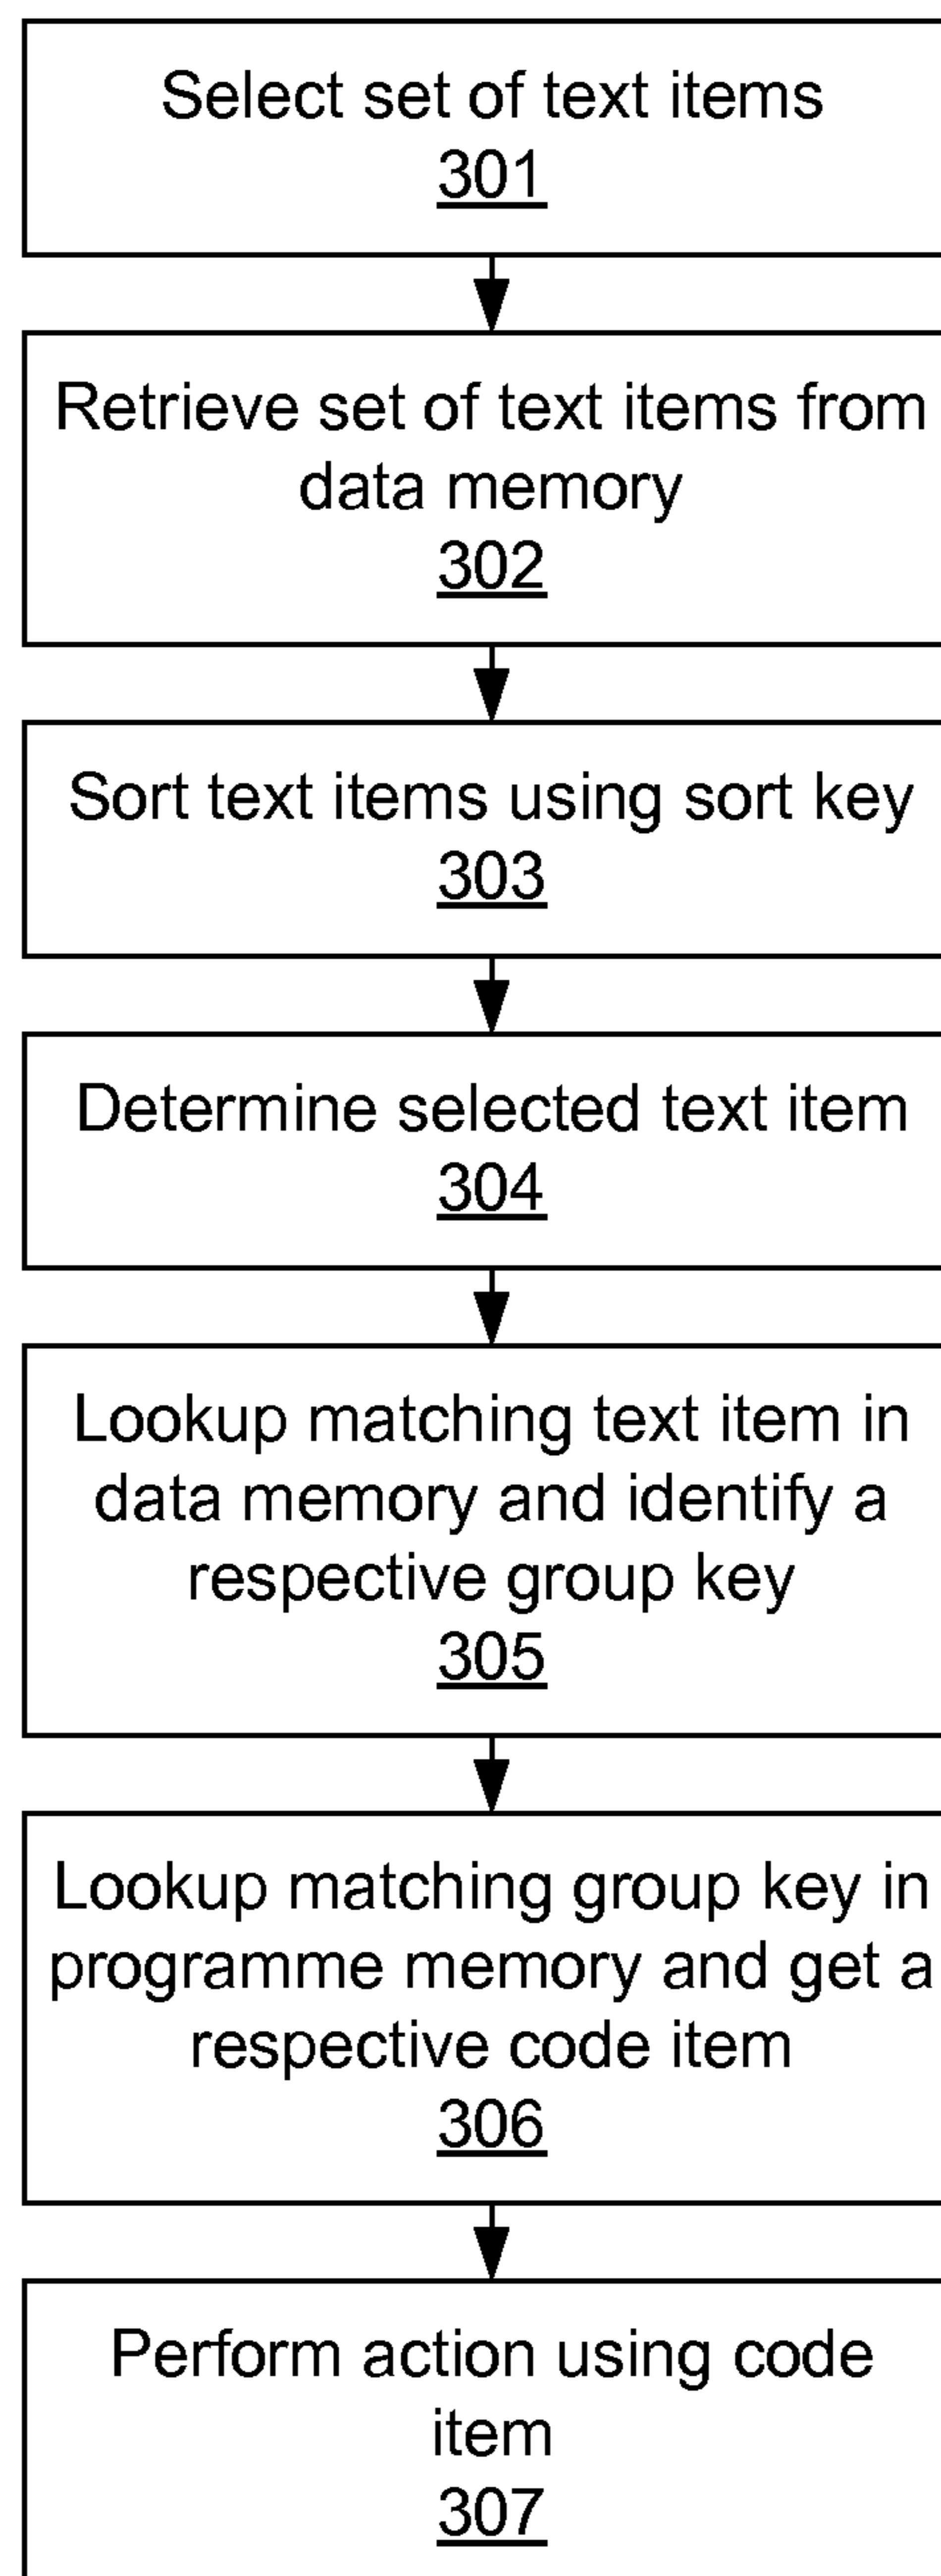 Select set of text items
301
Retrieve set of text items from
data memory
302
Sort text items using sort key
303
Determine selected text item
304
Lookup matching text item in
data memory and identify a
respective group key
305
Lookup matching group key in
programme memory and get a
respective code item
306
Perform action using code
item
307